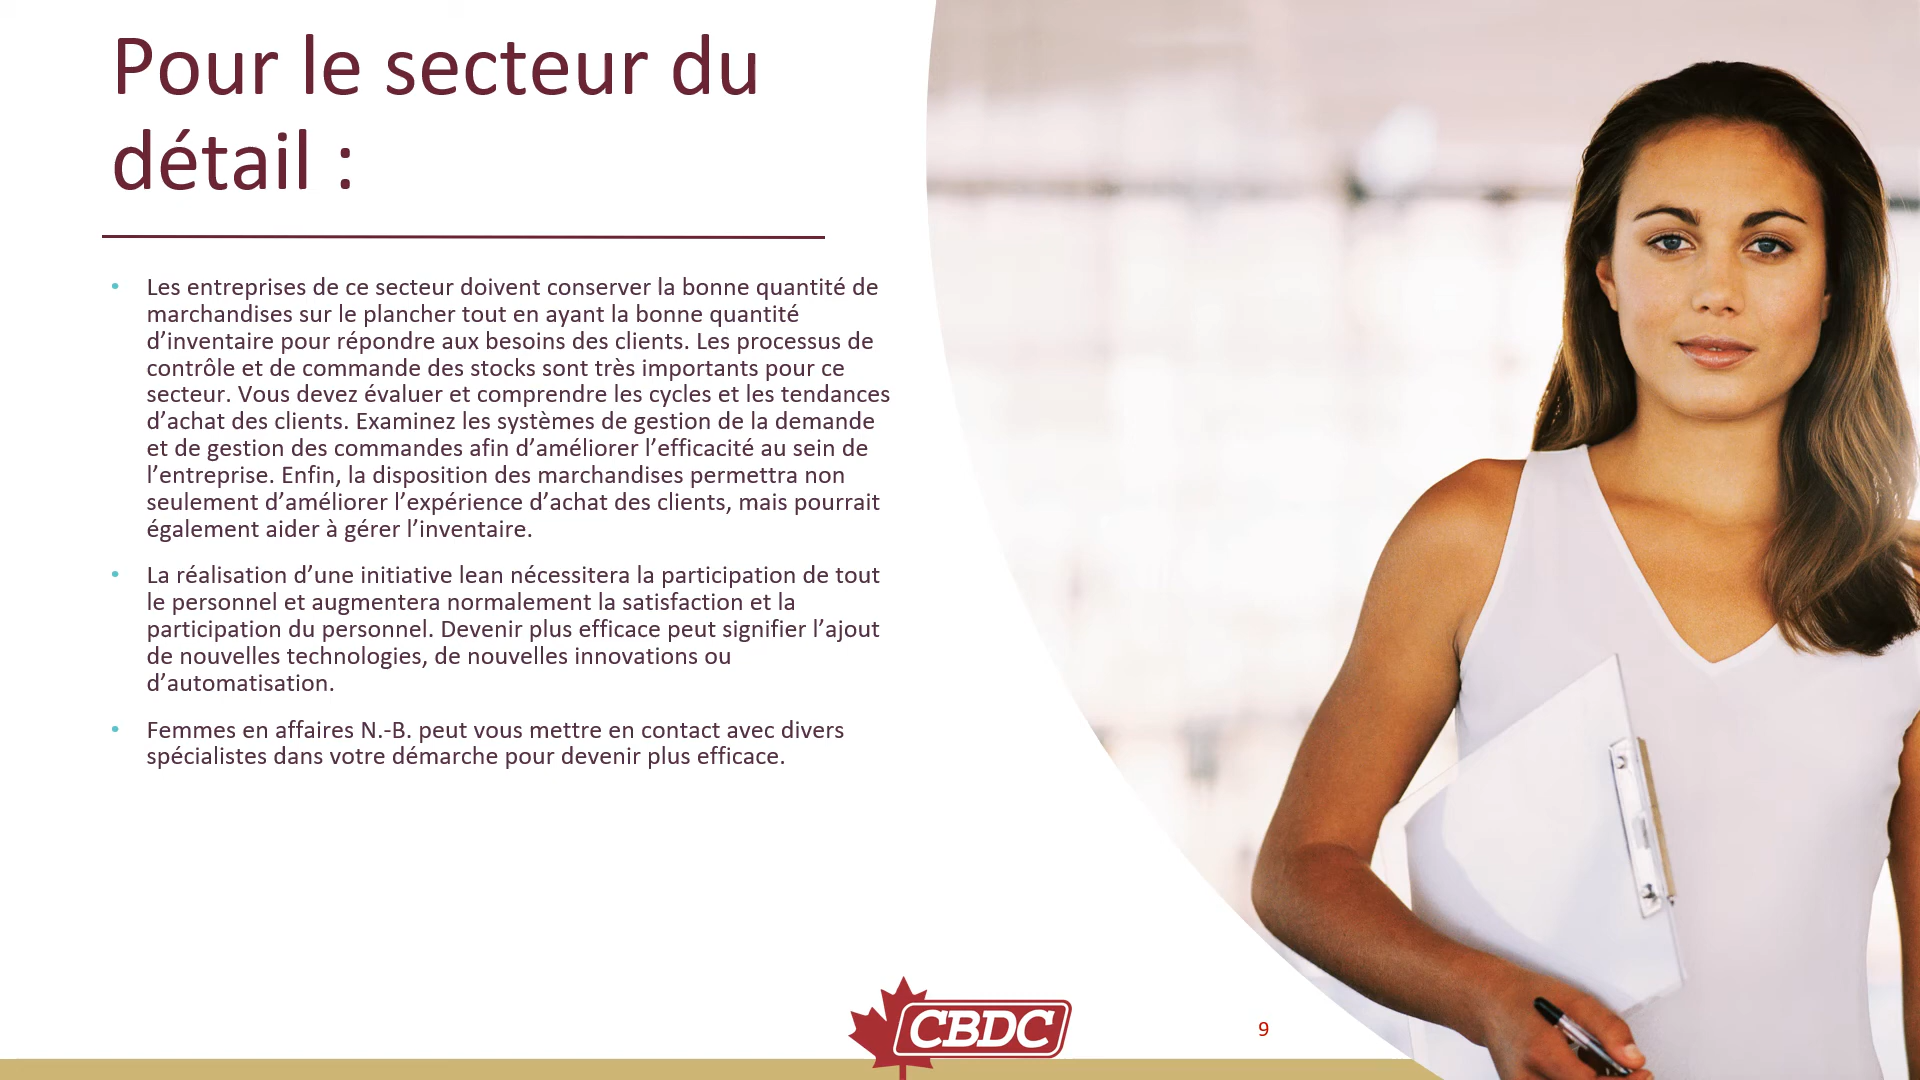 Pour le secteur du
détail :
• Les entreprises de ce secteur doivent conserver la bonne quantité de
marchandises sur le plancher tout en ayant la bonne quantité
d’inventaire pour répondre aux besoins des clients. Les processus de
contrôle et de commande des stocks sont très importants pour ce
secteur. Vous devez évaluer et comprendre les cycles et les tendances
d’achat des clients. Examinez les systèmes de gestion de la demande
et de gestion des commandes afin d’améliorer l’efficacité au sein de
l’entreprise. Enfin, la disposition des marchandises permettra non
seulement d’améliorer l’expérience d’achat des clients, mais pourrait
également aider à gérer l’inventaire.
• La réalisation d’une initiative lean nécessitera la participation de tout
le personnel et augmentera normalement la satisfaction et la
participation du personnel. Devenir plus efficace peut signifier l’ajout
de nouvelles technologies, de nouvelles innovations ou
d’automatisation.
• Femmes en affaires N.-B. peut vous mettre en contact avec divers
spécialistes dans votre démarche pour devenir plus efficace.
CBDC
9